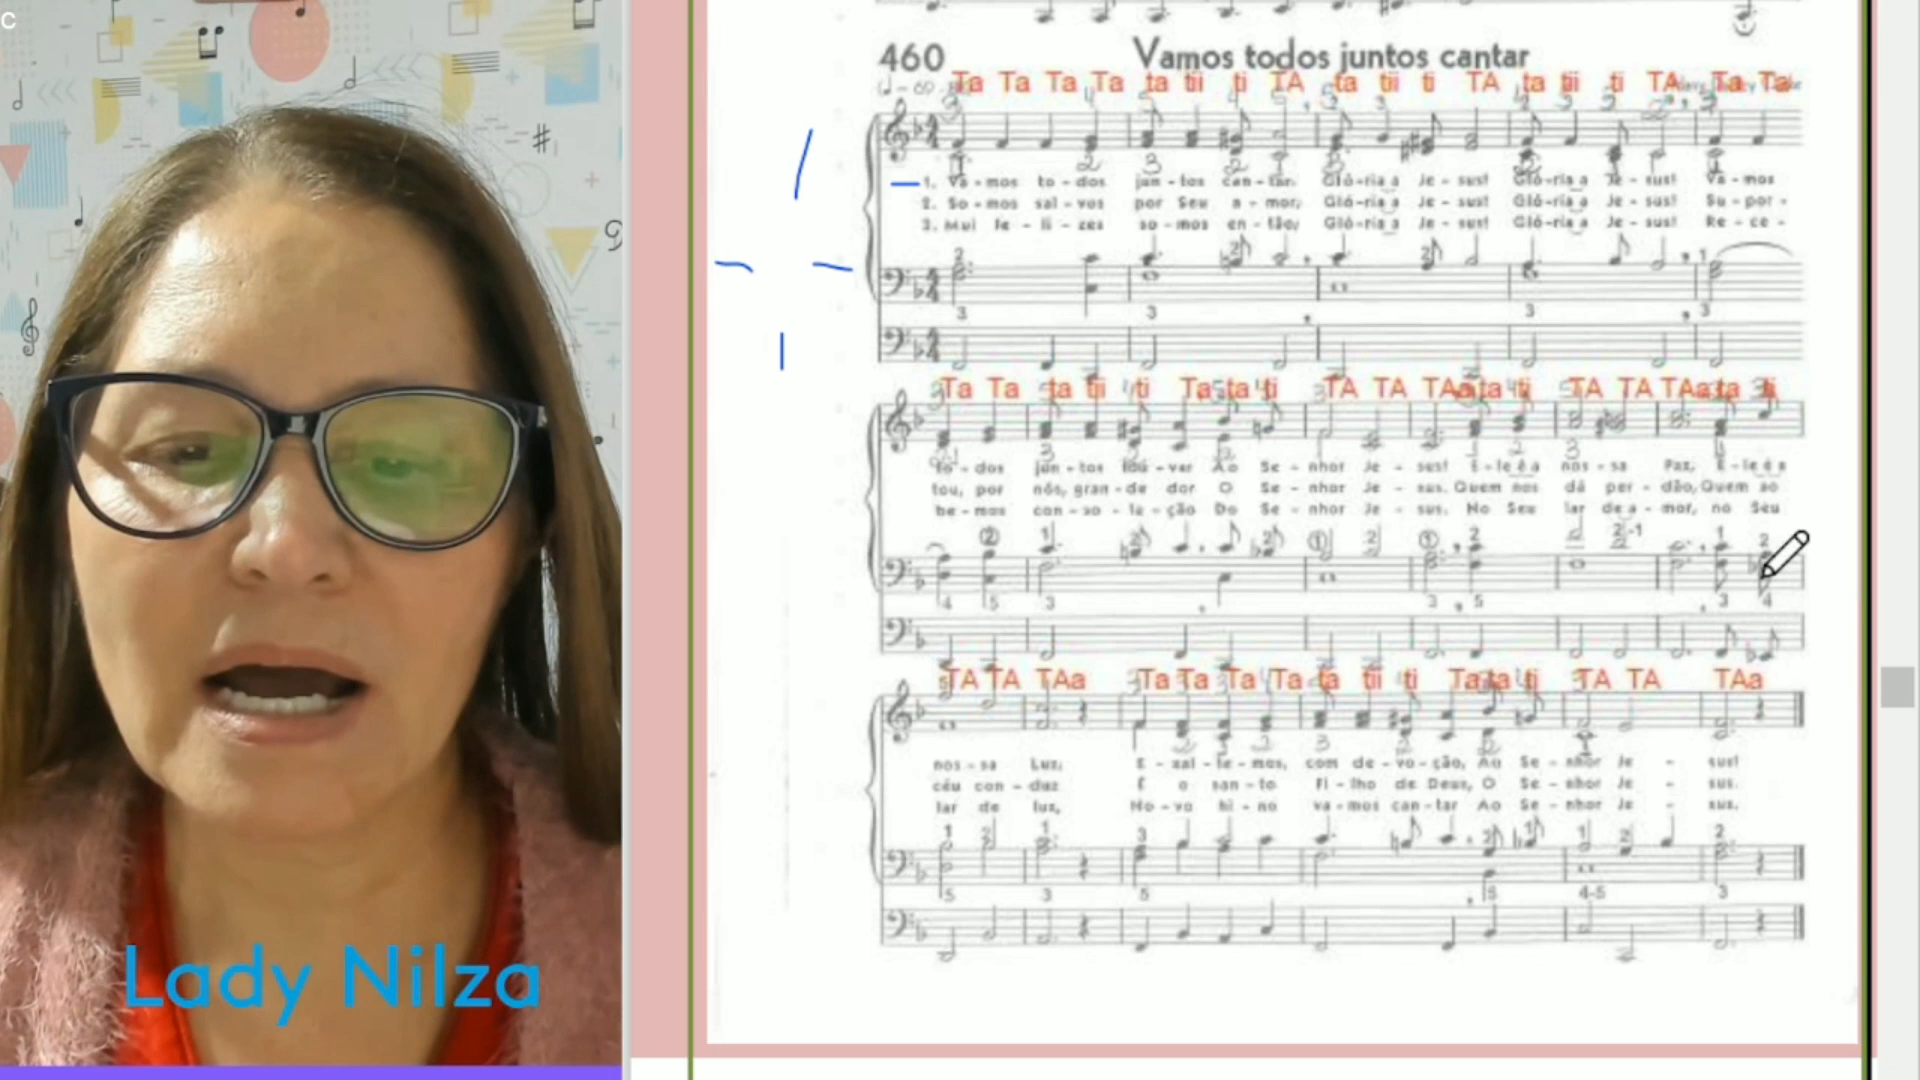 C
460 Vamos todos juntos cantar
Ta Ta Ta Ta ta tii ti TA ta tii ti TA ta tii ti TA Ta Ta
1. Va - mos to - dos jun - tos can - tar. Gló-ria a Je - sus! Gló-ria a Je - sus! Va - mos
2. So - mos sal - vos por Seu a - mor, Gló-ria a Je - sus! Gló-ria a Je - sus! Su - por -
3. Mui fe - li - zes so - mos en - tão; Gló-ria a Je - sus! Gló-ria a Je - sus! Re - ce -
Ta Ta ta tii ti Ta ta ti TA TA TAa ta ti TA TA TAa ta ti
to - dos jun - tos lou - var Ao Se - nhor Je - sus! E - le é a nos - sa Paz, E - le é a
tou, por nós, gran - de dor O Se - nhor Je - sus. Quem nos dá per - dão, Quem ao
be - mos con - so - la - ção Do Se - nhor Je - sus. No Seu lar de a - mor, no Seu
TA TA TAa Ta Ta Ta Ta ta tii ti Ta ta ti TA TA TAa
nos - sa Luz; E - xal - te - mos, com de - vo - ção, Ao Se - nhor Je - sus!
céu con - duz É o san - to Fi - lho de Deus, O Se - nhor Je - sus.
lar de luz, No - vo hi - no va - mos can - tar Ao Se - nhor Je - sus.
Lady Nilza